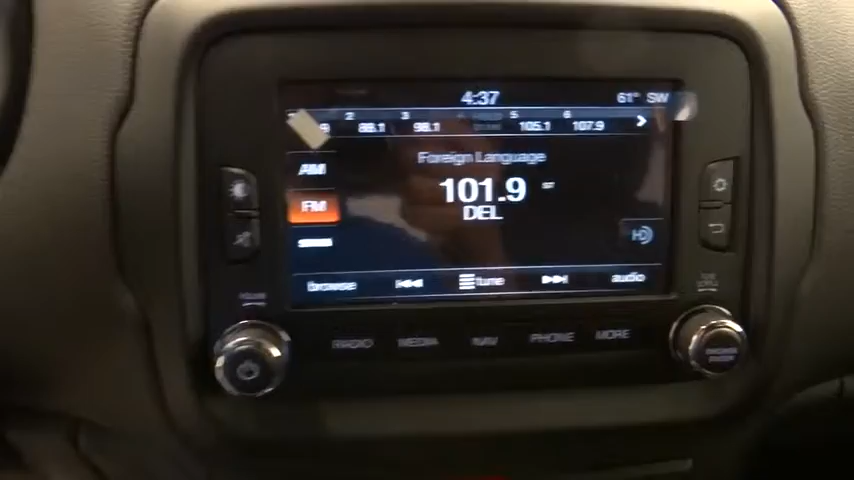 4:37 61° SW
2 3 5 6
88.1 98.1 105.1 107.9
Foreign Language
AM
101.9
FM
DEL
browse tune audio
RADIO MEDIA NAV PHONE MORE